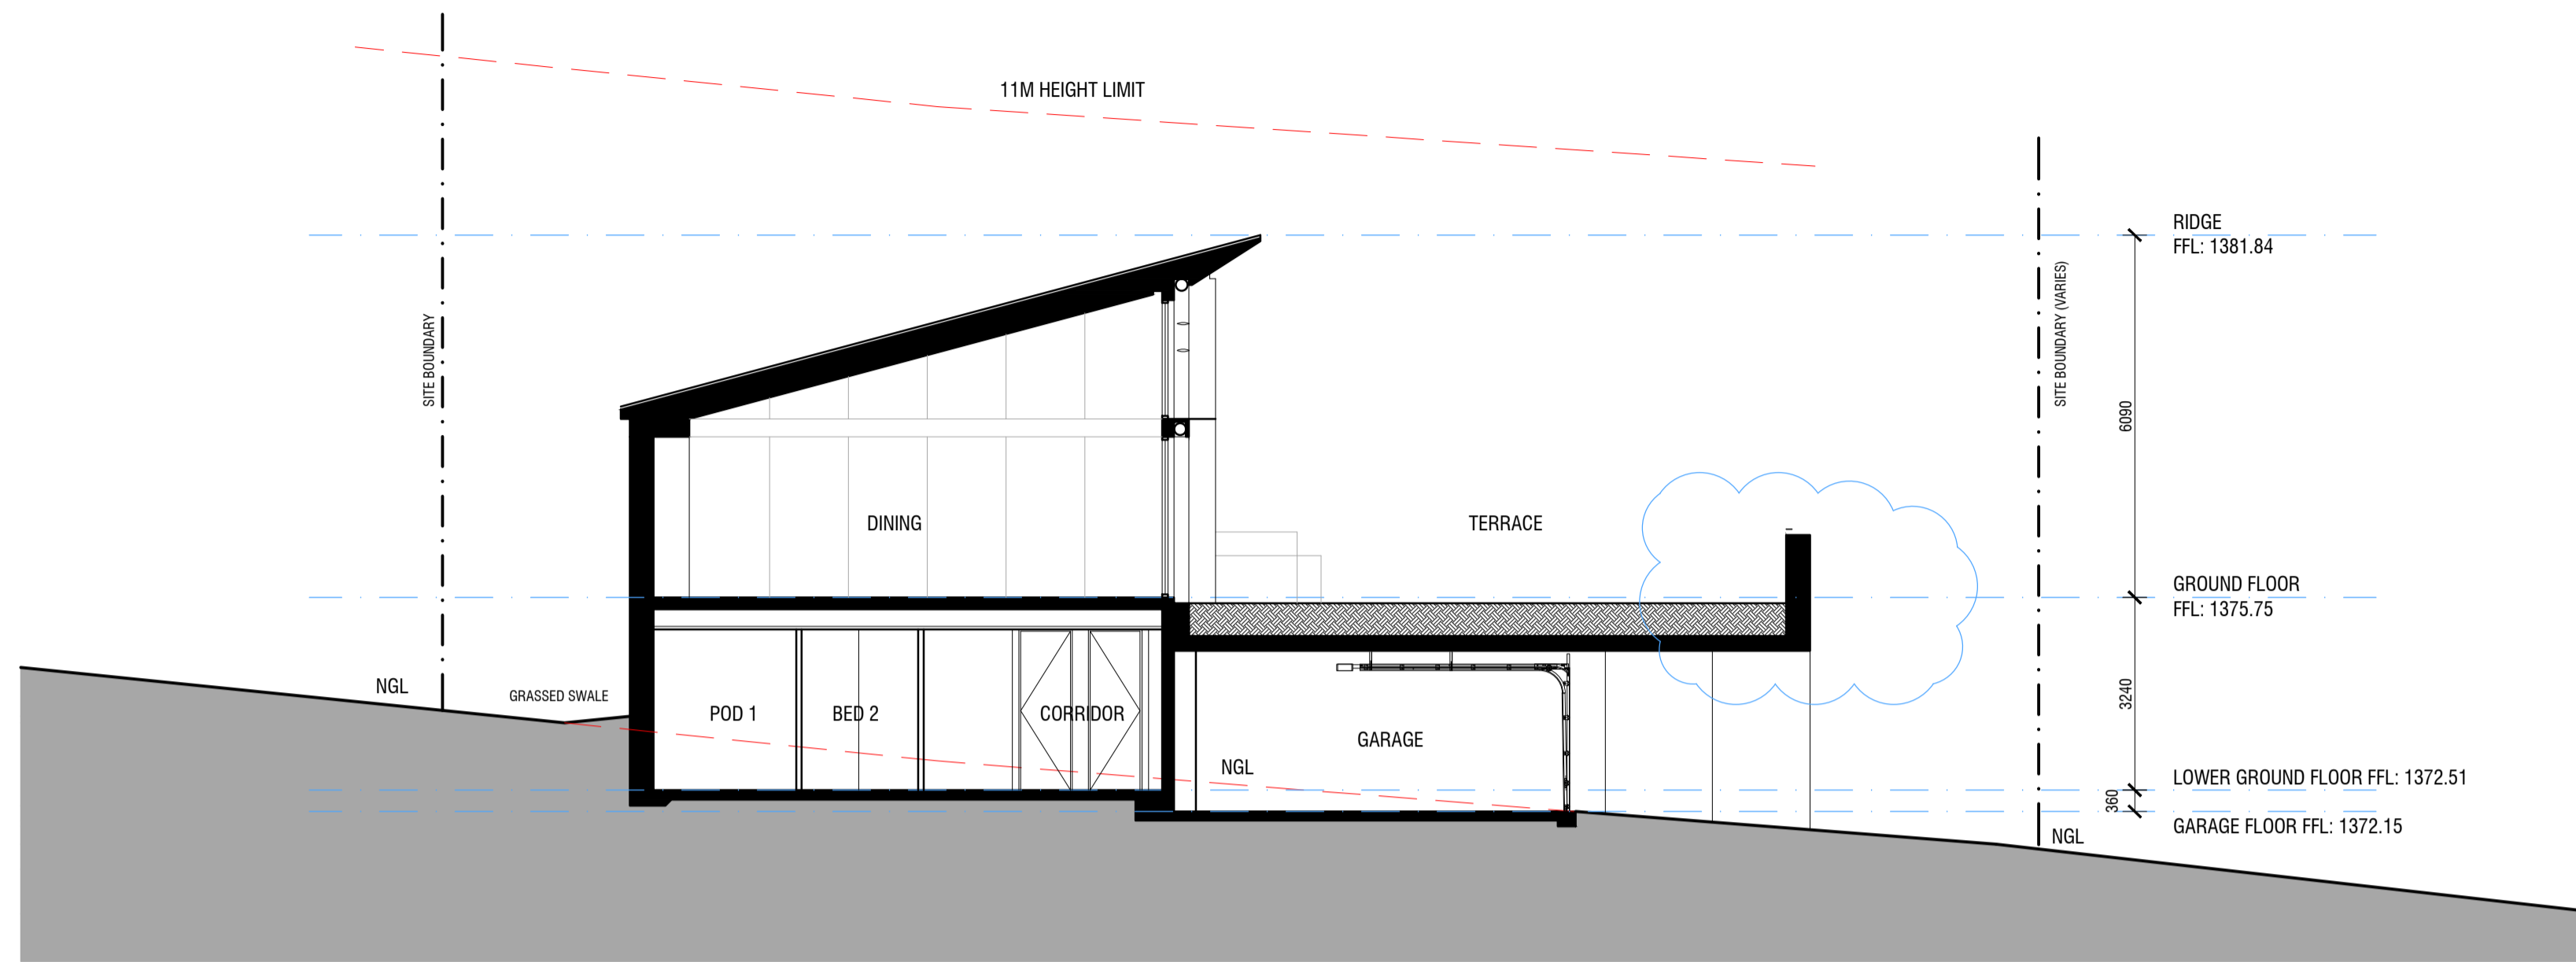 11M HEIGHT LIMIT
RIDGE
FFL: 1381.84
SITE BOUNDARY
SITE BOUNDARY (VARIES)
6090
DINING
TERRACE
GROUND FLOOR
FFL: 1375.75
NGL
GRASSED SWALE
POD 1
BED 2
CORRIDOR
GARAGE
NGL
3240
LOWER GROUND FLOOR FFL: 1372.51
360
GARAGE FLOOR FFL: 1372.15
NGL